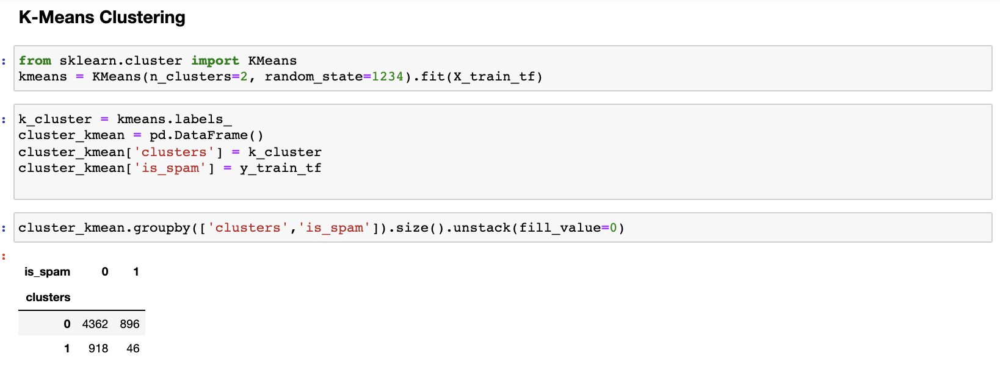 K-Means Clustering
: from sklearn.cluster import KMeans
kmeans = KMeans(n_clusters=2, random_state=1234).fit(X_train_tf)
: k_cluster = kmeans.labels_
cluster_kmean = pd.DataFrame()
cluster_kmean['clusters'] = k_cluster
cluster_kmean['is_spam'] = y_train_tf
: cluster_kmean.groupby(['clusters','is_spam']).size().unstack(fill_value=0)
:
is_spam 0 1
clusters
0 4362 896
1 918 46